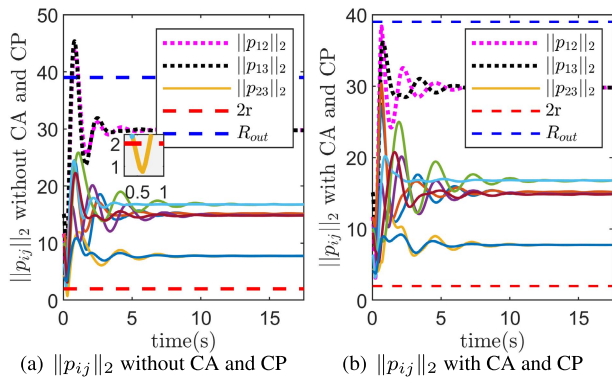 ||p_{ij}||_2 without CA and CP
50
40
30
20
10
0
||p_{12}||_2
||p_{13}||_2
||p_{23}||_2
2r
R_{out}
2
1
0.5 1
0 5 10 15
time(s)
(a) ||p_{ij}||_2 without CA and CP
||p_{ij}||_2 with CA and CP
40
30
20
10
0
||p_{12}||_2
||p_{13}||_2
||p_{23}||_2
2r
R_{out}
0 5 10 15
time(s)
(b) ||p_{ij}||_2 with CA and CP